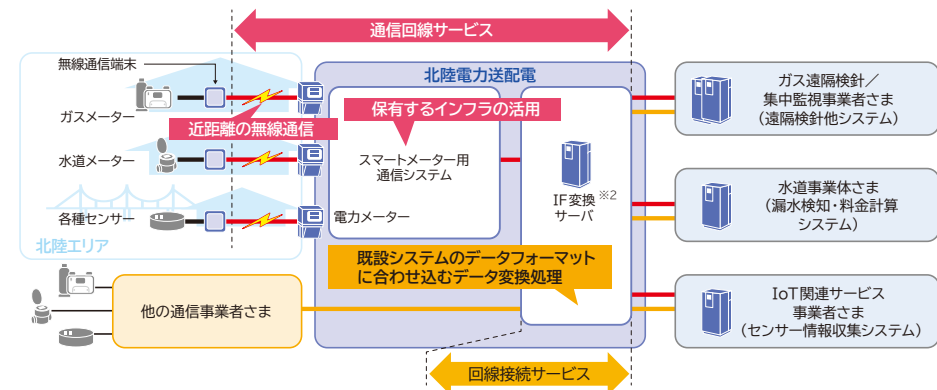 通信回線サービス
無線通信端末
ガスメーター
近距離の無線通信
水道メーター
各種センサー
電力メーター
北陸エリア
北陸電力送配電
保有するインフラの活用
スマートメーター用
通信システム
IF変換※2
サーバ
既設システムのデータフォーマット
に合わせ込むデータ変換処理
他の通信事業者さま
回線接続サービス
ガス遠隔検針／
集中監視事業者さま
（遠隔検針他システム）
水道事業体さま
（漏水検知・料金計算
システム）
IoT関連サービス
事業者さま
（センサー情報収集システム）